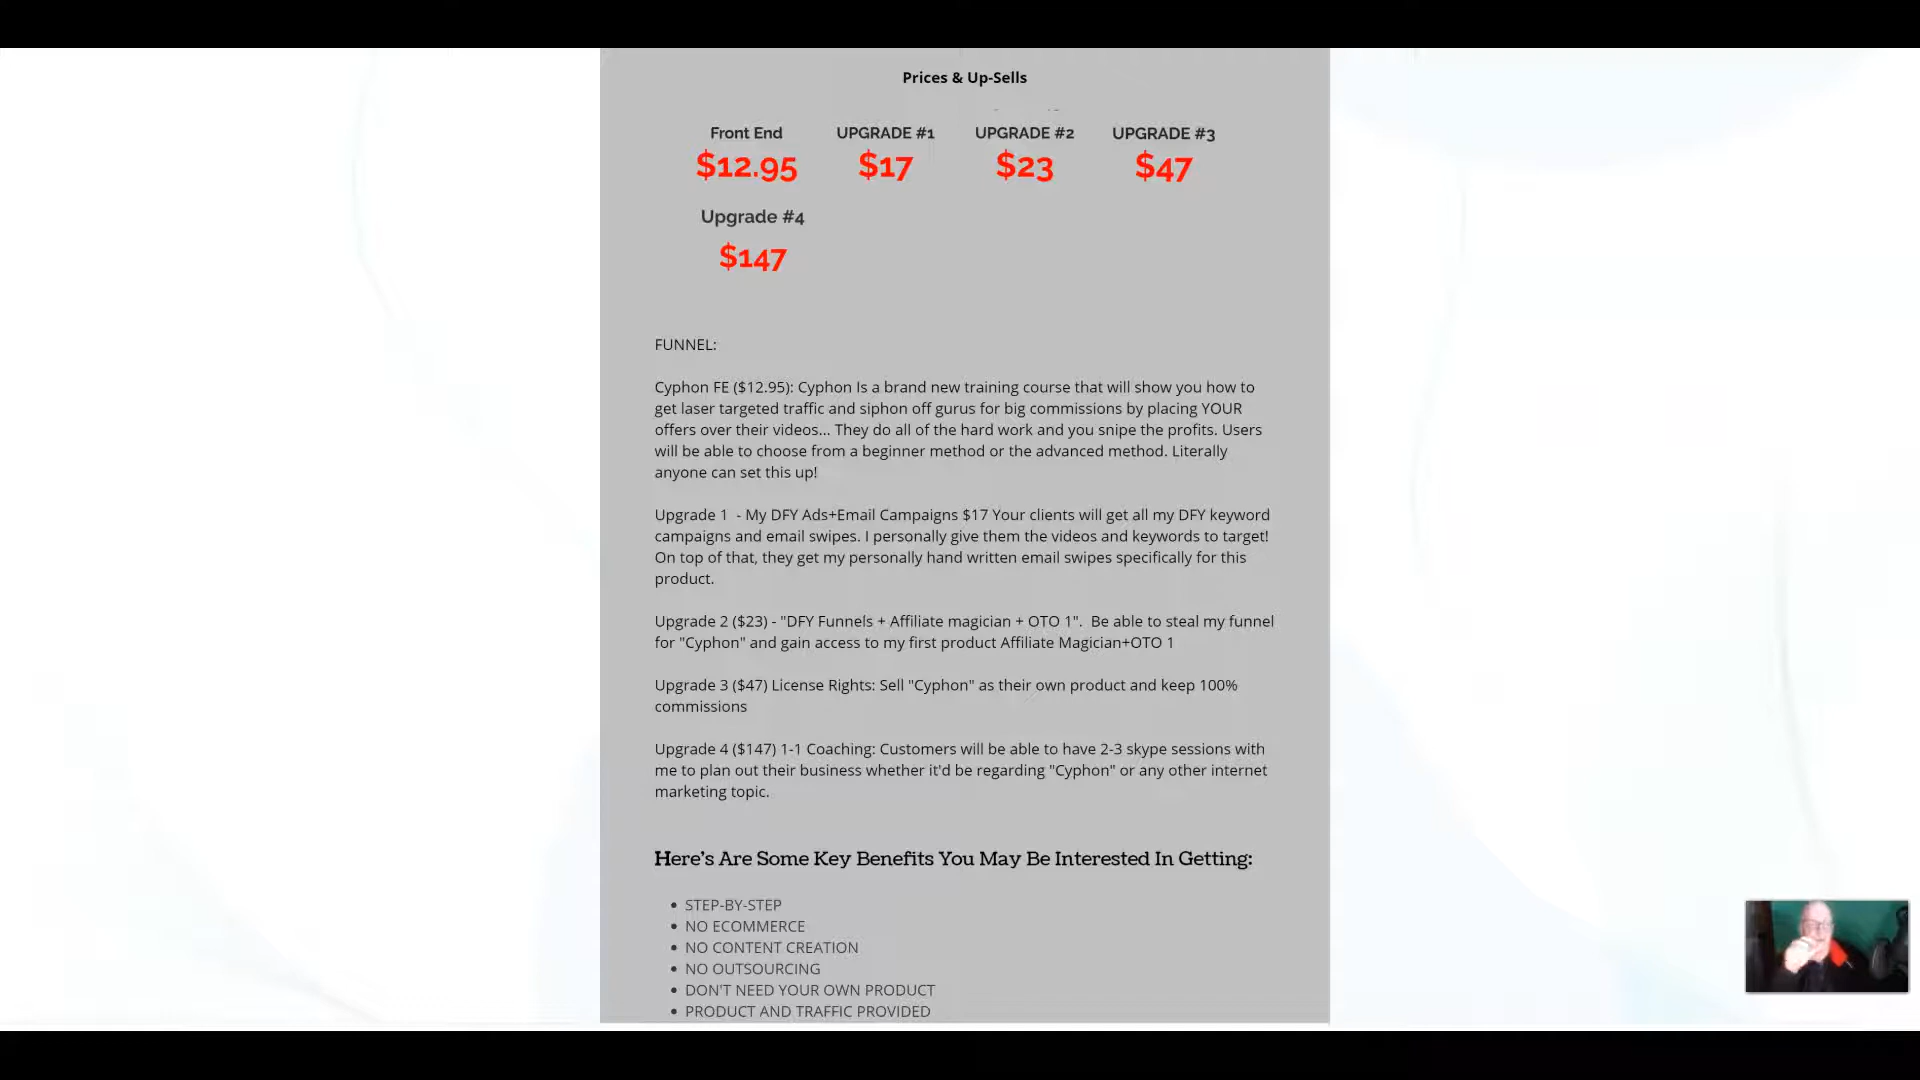 Prices & Up-Sells
Front End UPGRADE #1 UPGRADE #2 UPGRADE #3
$12.95 $17 $23 $47
Upgrade #4
$147
FUNNEL:
Cyphon FE ($12.95): Cyphon Is a brand new training course that will show you how to
get laser targeted traffic and siphon off gurus for big commissions by placing YOUR
offers over their videos... They do all of the hard work and you snipe the profits. Users
will be able to choose from a beginner method or the advanced method. Literally
anyone can set this up!
Upgrade 1 - My DFY Ads+Email Campaigns $17 Your clients will get all my DFY keyword
campaigns and email swipes. I personally give them the videos and keywords to target!
On top of that, they get my personally hand written email swipes specifically for this
product.
Upgrade 2 ($23) - "DFY Funnels + Affiliate magician + OTO 1". Be able to steal my funnel
for "Cyphon" and gain access to my first product Affiliate Magician+OTO 1
Upgrade 3 ($47) License Rights: Sell "Cyphon" as their own product and keep 100%
commissions
Upgrade 4 ($147) 1-1 Coaching: Customers will be able to have 2-3 skype sessions with
me to plan out their business whether it'd be regarding "Cyphon" or any other internet
marketing topic.
Here's Are Some Key Benefits You May Be Interested In Getting:
• STEP-BY-STEP
• NO ECOMMERCE
• NO CONTENT CREATION
• NO OUTSOURCING
• DON'T NEED YOUR OWN PRODUCT
• PRODUCT AND TRAFFIC PROVIDED